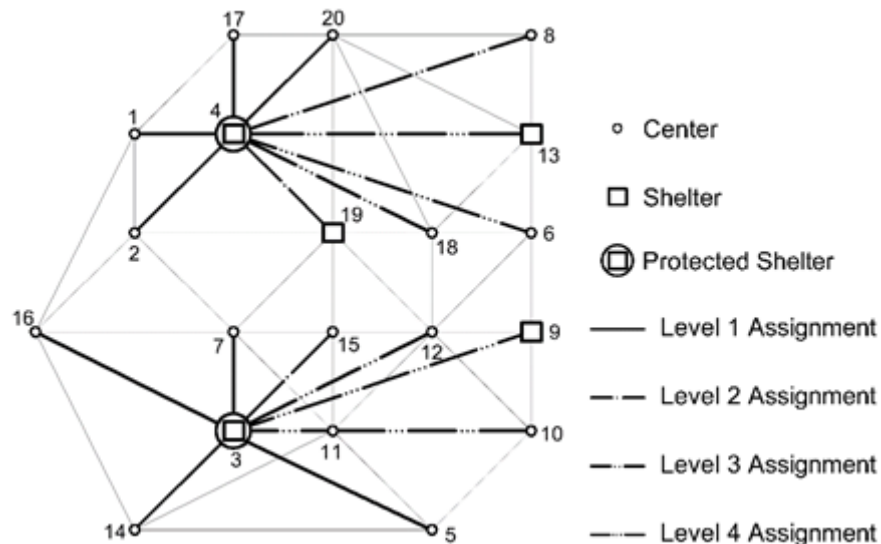 17 20 8
4
1
Center
13
Shelter
19
2 18 6
Protected Shelter
16
Level 1 Assignment
7 15 12 9
Level 2 Assignment
3 11 10
Level 3 Assignment
14 5
Level 4 Assignment